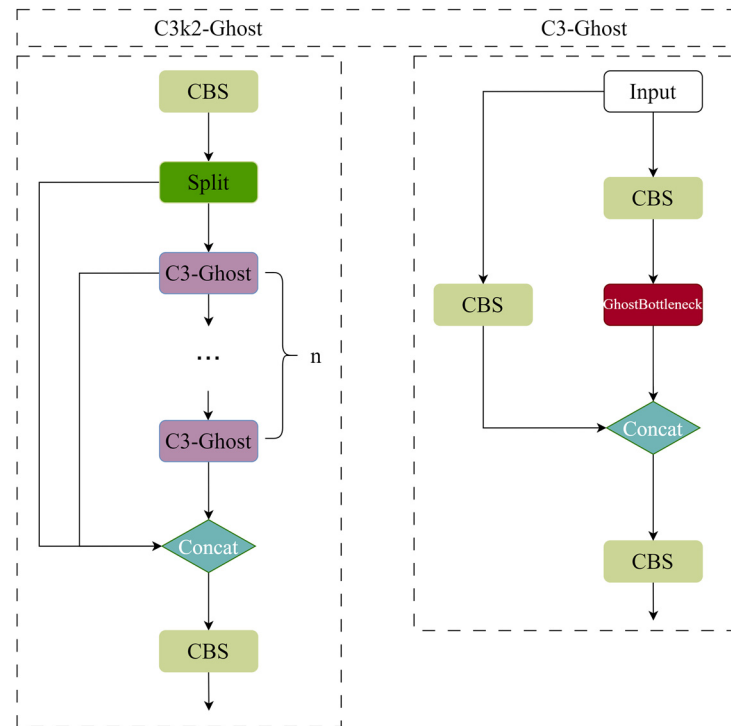 C3k2-Ghost
C3-Ghost
CBS
Split
C3-Ghost
...
n
C3-Ghost
Concat
CBS
Input
CBS
CBS
GhostBottleneck
Concat
CBS